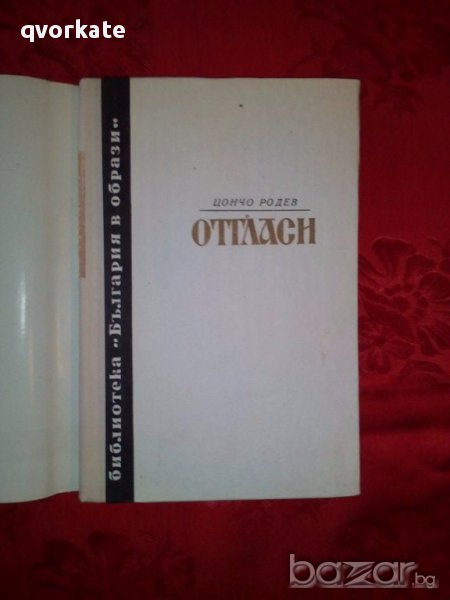 qvorkate
библиотека „България в образи“
ЦОНЧО РОДЕВ
ОТГЛАСИ
bazar.bg